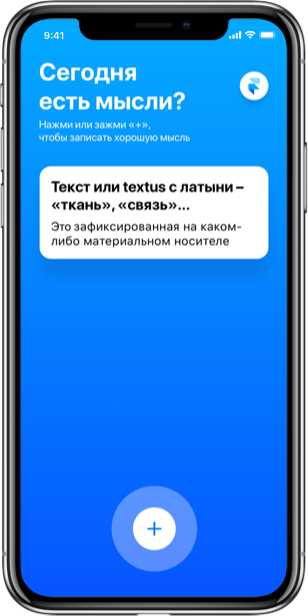 9:41
Сегодня
есть мысли?
Нажми или зажми «+»,
чтобы записать хорошую мысль
Текст или textus с латыни –
«ткань», «связь»...
Это зафиксированная на каком-
либо материальном носителе